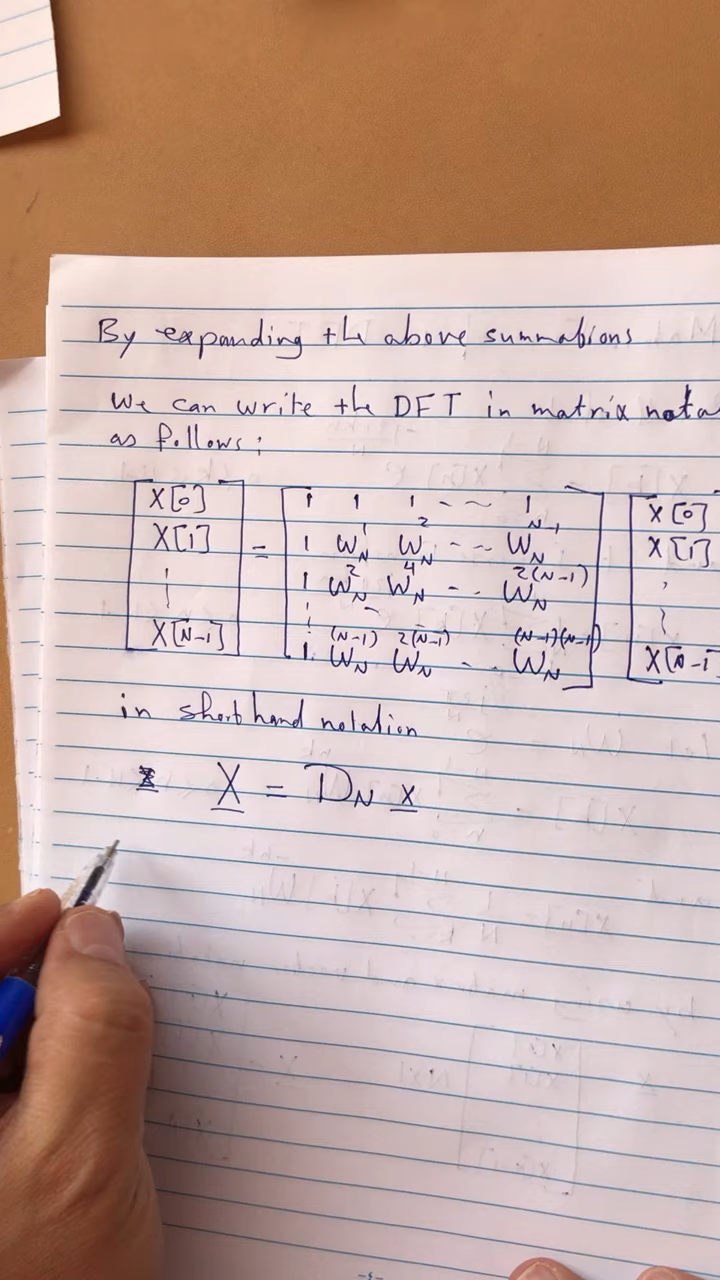 By expanding the above summations
we can write the DFT in matrix nota
as follows:
X[0] 1 1 1 -- 1 x[0]
X[1] = 1 W_N^1 W_N^2 -- W_N^{N-1} x[1]
1 W_N^2 W_N^4 -- W_N^{2(N-1)}
X[N-1] 1 W_N^{(N-1)} W_N^{2(N-1)} -- W_N^{(N-1)(N-1)} x[N-1]
in shorthand notation
X = D_N x